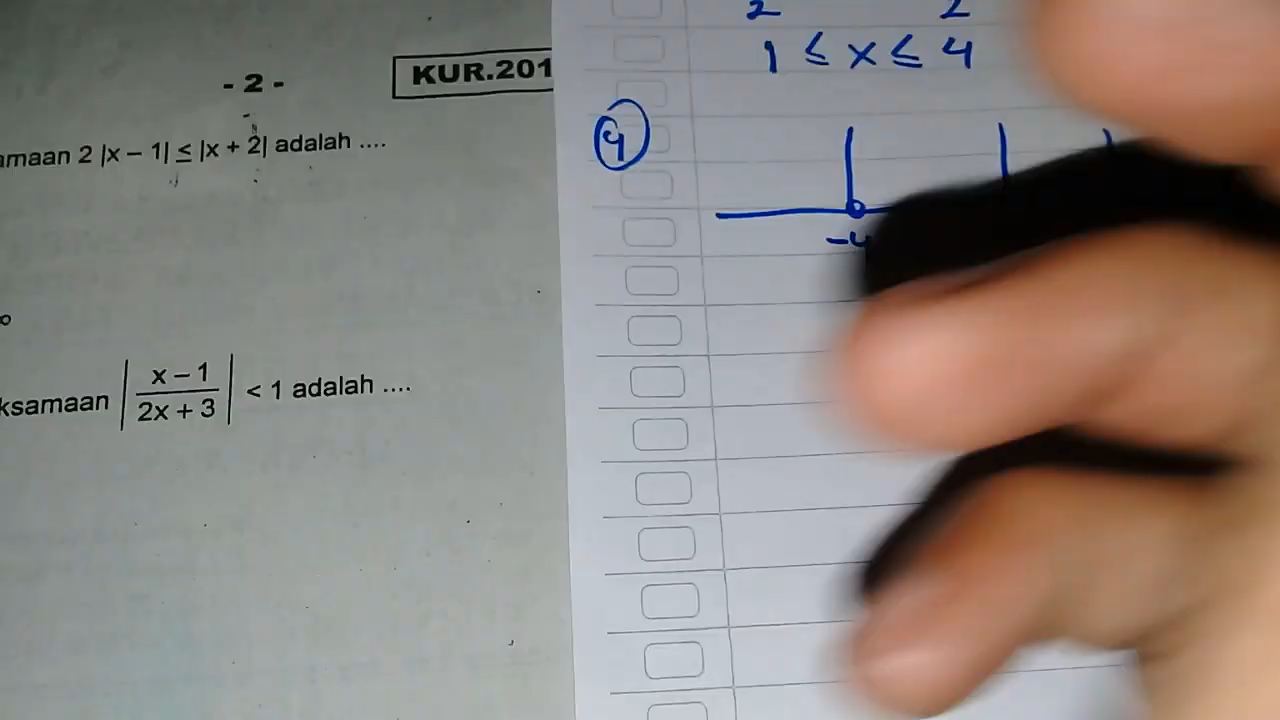 - 2 -
KUR.201
amaan 2 |x – 1| ≤ |x + 2| adalah ....
ksamaan | x – 1 / 2x + 3 | < 1 adalah ....
2 2
1 ≤ x ≤ 4
9
-4